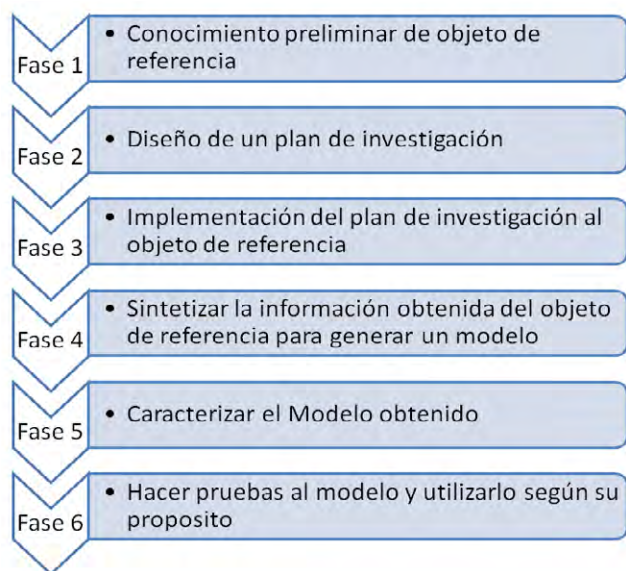 Fase 1
• Conocimiento preliminar de objeto de
referencia
Fase 2
• Diseño de un plan de investigación
Fase 3
• Implementación del plan de investigación al
objeto de referencia
Fase 4
• Sintetizar la información obtenida del objeto
de referencia para generar un modelo
Fase 5
• Caracterizar el Modelo obtenido
Fase 6
• Hacer pruebas al modelo y utilizarlo según su
proposito